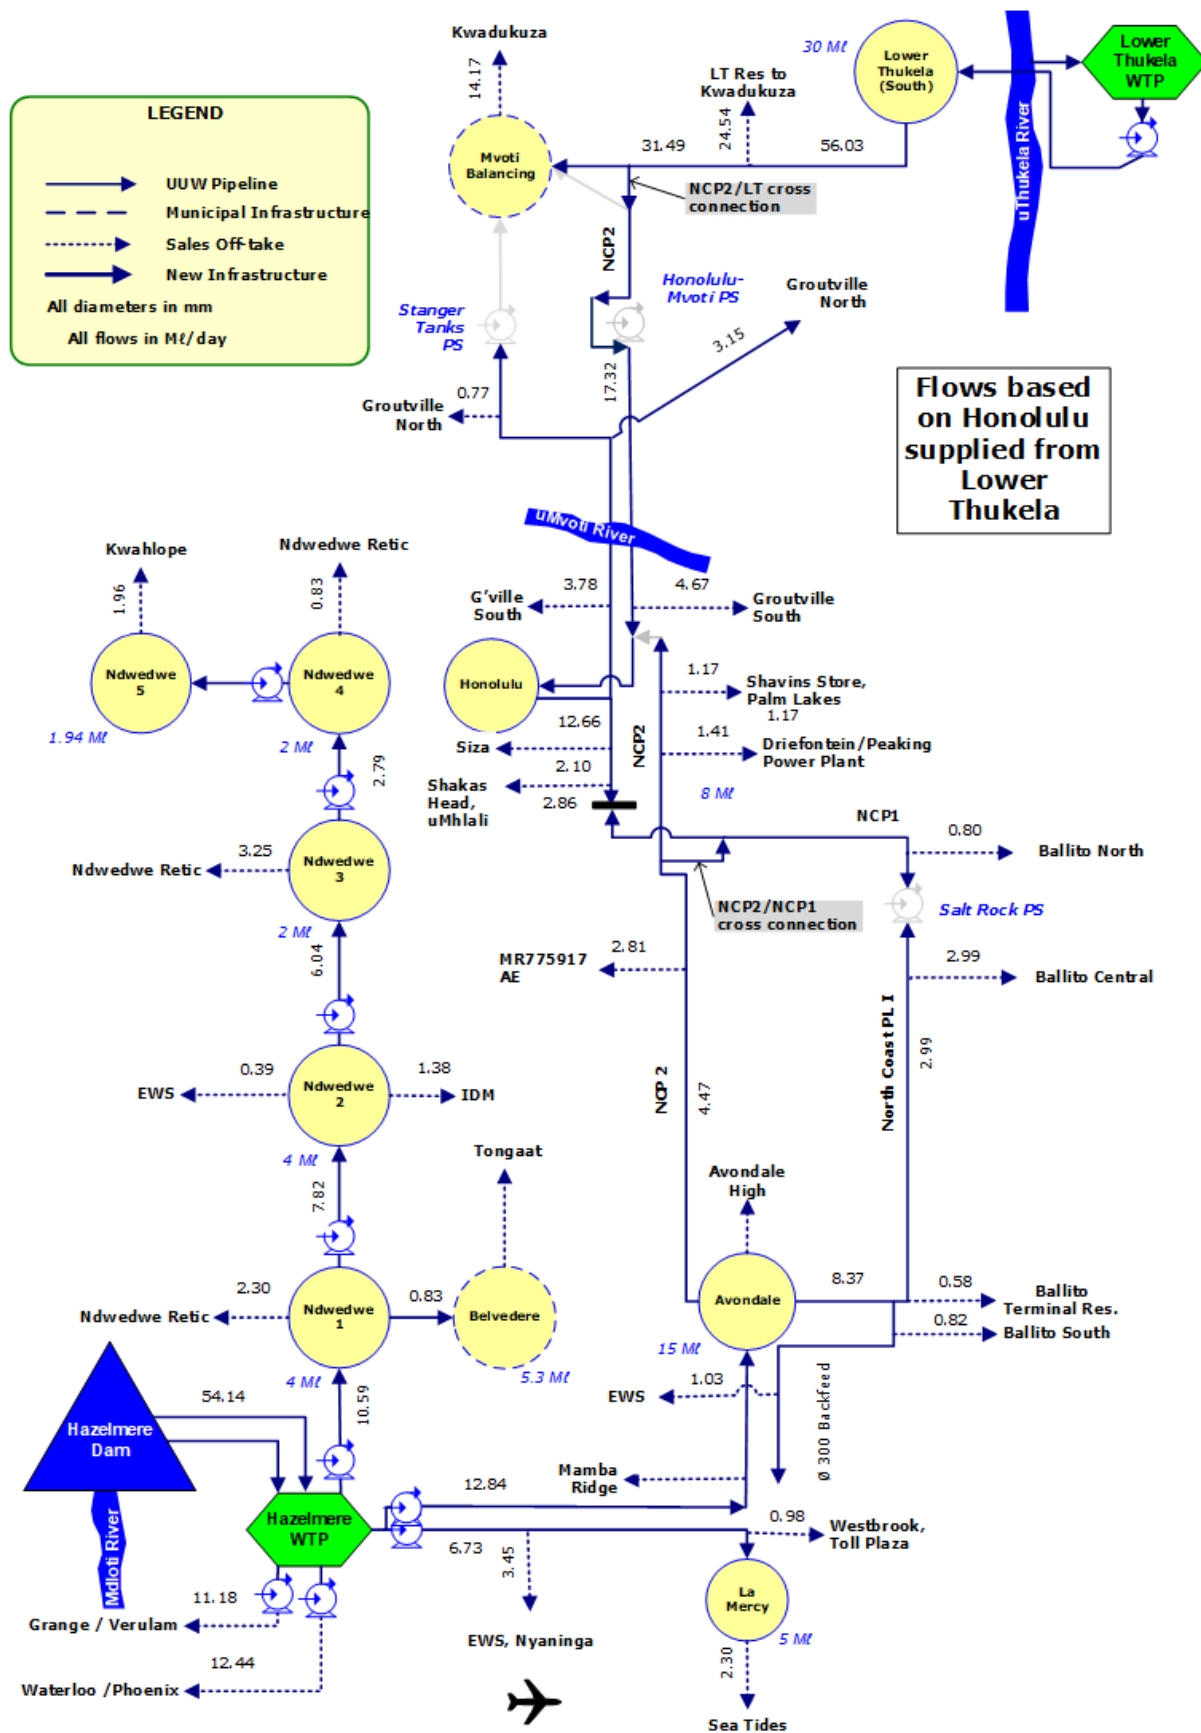 Kwadukuza
14.17
30 Mℓ
Lower
Thukela
(South)
Lower
Thukela
WTP
uThukela River
LT Res to
Kwadukuza
24.54
31.49
56.03
Mvoti
Balancing
NCP2/LT cross
connection
LEGEND
UUW Pipeline
Municipal Infrastructure
Sales Off-take
New Infrastructure
All diameters in mm
All flows in Mℓ/day
NCP2
Honolulu-
Mvoti PS
Groutville
North
Stanger
Tanks
PS
3.15
17.32
0.77
Groutville
North
Flows based
on Honolulu
supplied from
Lower
Thukela
uMvoti River
Kwahlope
1.96
Ndwedwe Retic
0.83
3.78
G'ville
South
4.67
Groutville
South
Ndwedwe
5
1.94 Mℓ
Ndwedwe
4
2 Mℓ
Honolulu
1.17
Shavins Store,
Palm Lakes
1.17
12.66
Siza
NCP2
1.41
Driefontein/Peaking
Power Plant
2.79
2.10
Shakas
Head,
uMhlali
2.86
8 Mℓ
NCP1
0.80
Ballito North
3.25
Ndwedwe Retic
Ndwedwe
3
2 Mℓ
NCP2/NCP1
cross connection
Salt Rock PS
6.04
2.81
MR775917
AE
2.99
Ballito Central
North Coast PL I
2.99
0.39
EWS
Ndwedwe
2
1.38
IDM
4 Mℓ
NCP 2
4.47
7.82
Tongaat
Avondale
High
2.30
Ndwedwe Retic
Ndwedwe
1
0.83
Belvedere
4 Mℓ
5.3 Mℓ
Avondale
15 Mℓ
8.37
0.58
Ballito
Terminal Res.
0.82
Ballito South
10.59
1.03
EWS
Ø 300 Backfeed
54.14
Hazelmere
Dam
Mdloti River
Mamba
Ridge
12.84
Hazelmere
WTP
0.98
Westbrook,
Toll Plaza
6.73
3.45
La
Mercy
5 Mℓ
11.18
Grange / Verulam
EWS, Nyaninga
12.44
Waterloo /Phoenix
2.30
Sea Tides